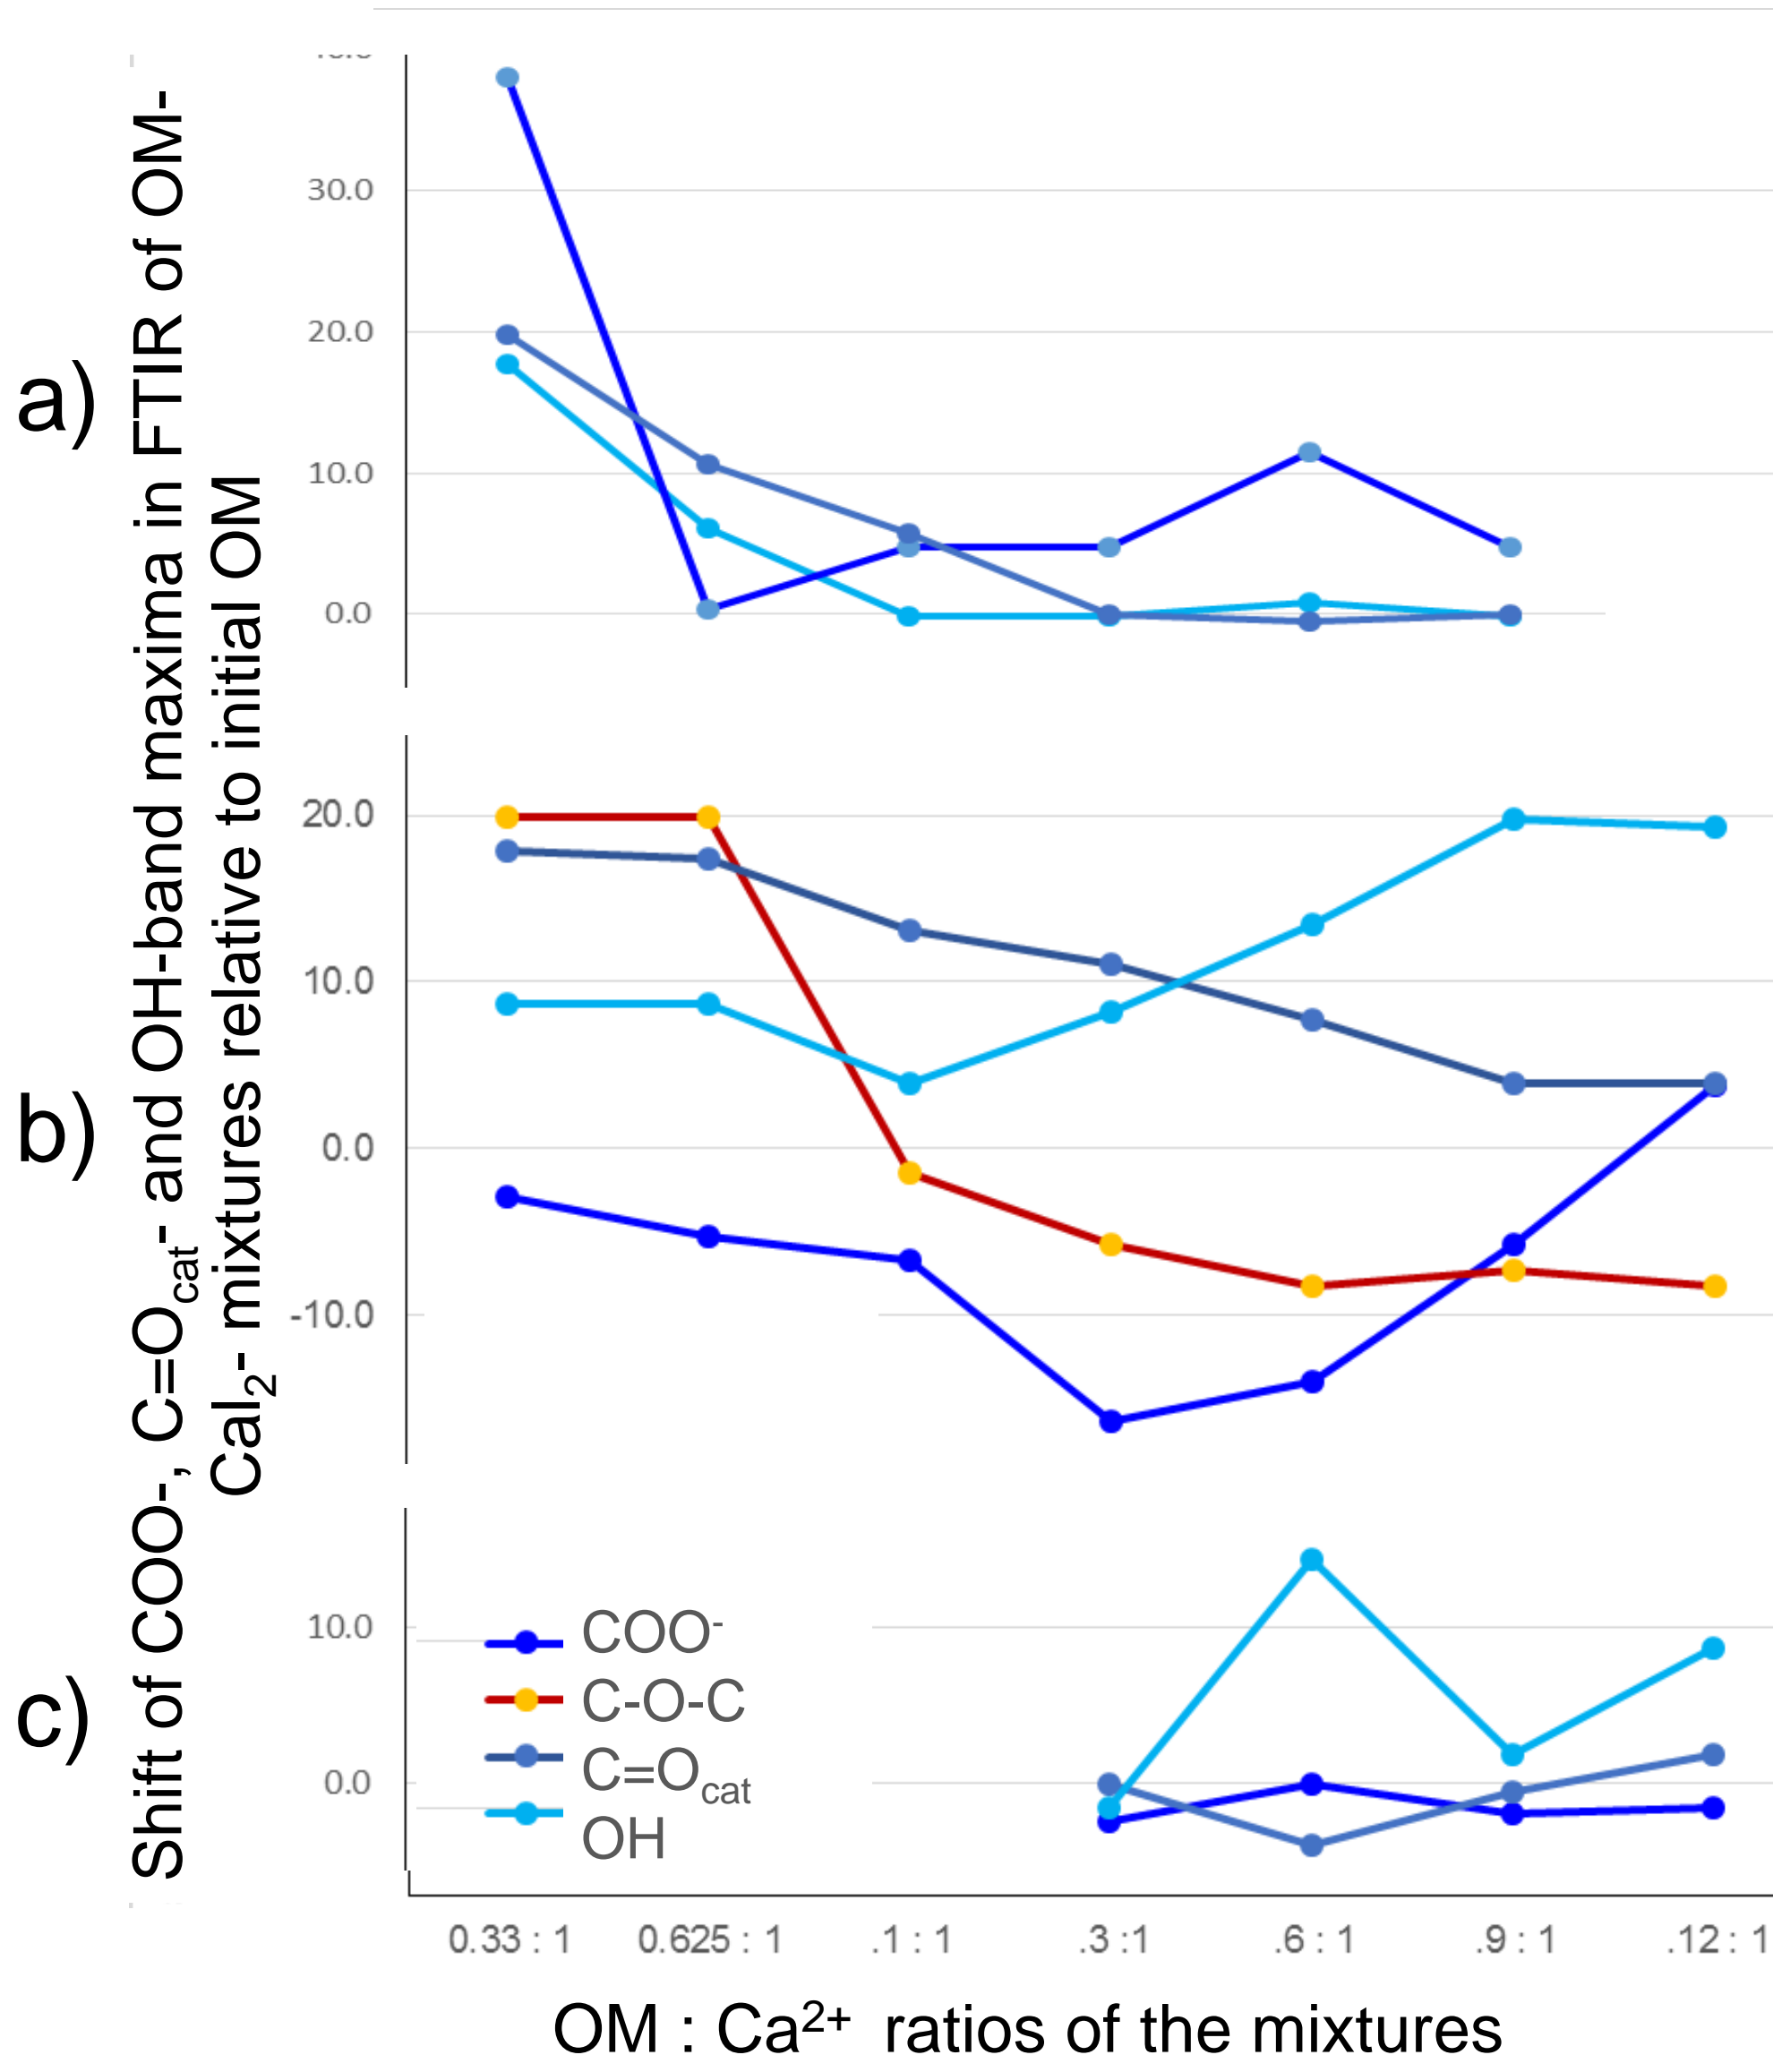 a)
b)
c)
Shift of COO-, C=Ocat- and OH-band maxima in FTIR of OM-
CaI2- mixtures relative to initial OM
30.0
20.0
10.0
0.0
20.0
10.0
0.0
-10.0
10.0
0.0
COO-
C-O-C
C=Ocat
OH
0.33 : 1
0.625 : 1
.1 : 1
.3 :1
.6 : 1
.9 : 1
.12 : 1
OM : Ca2+ ratios of the mixtures